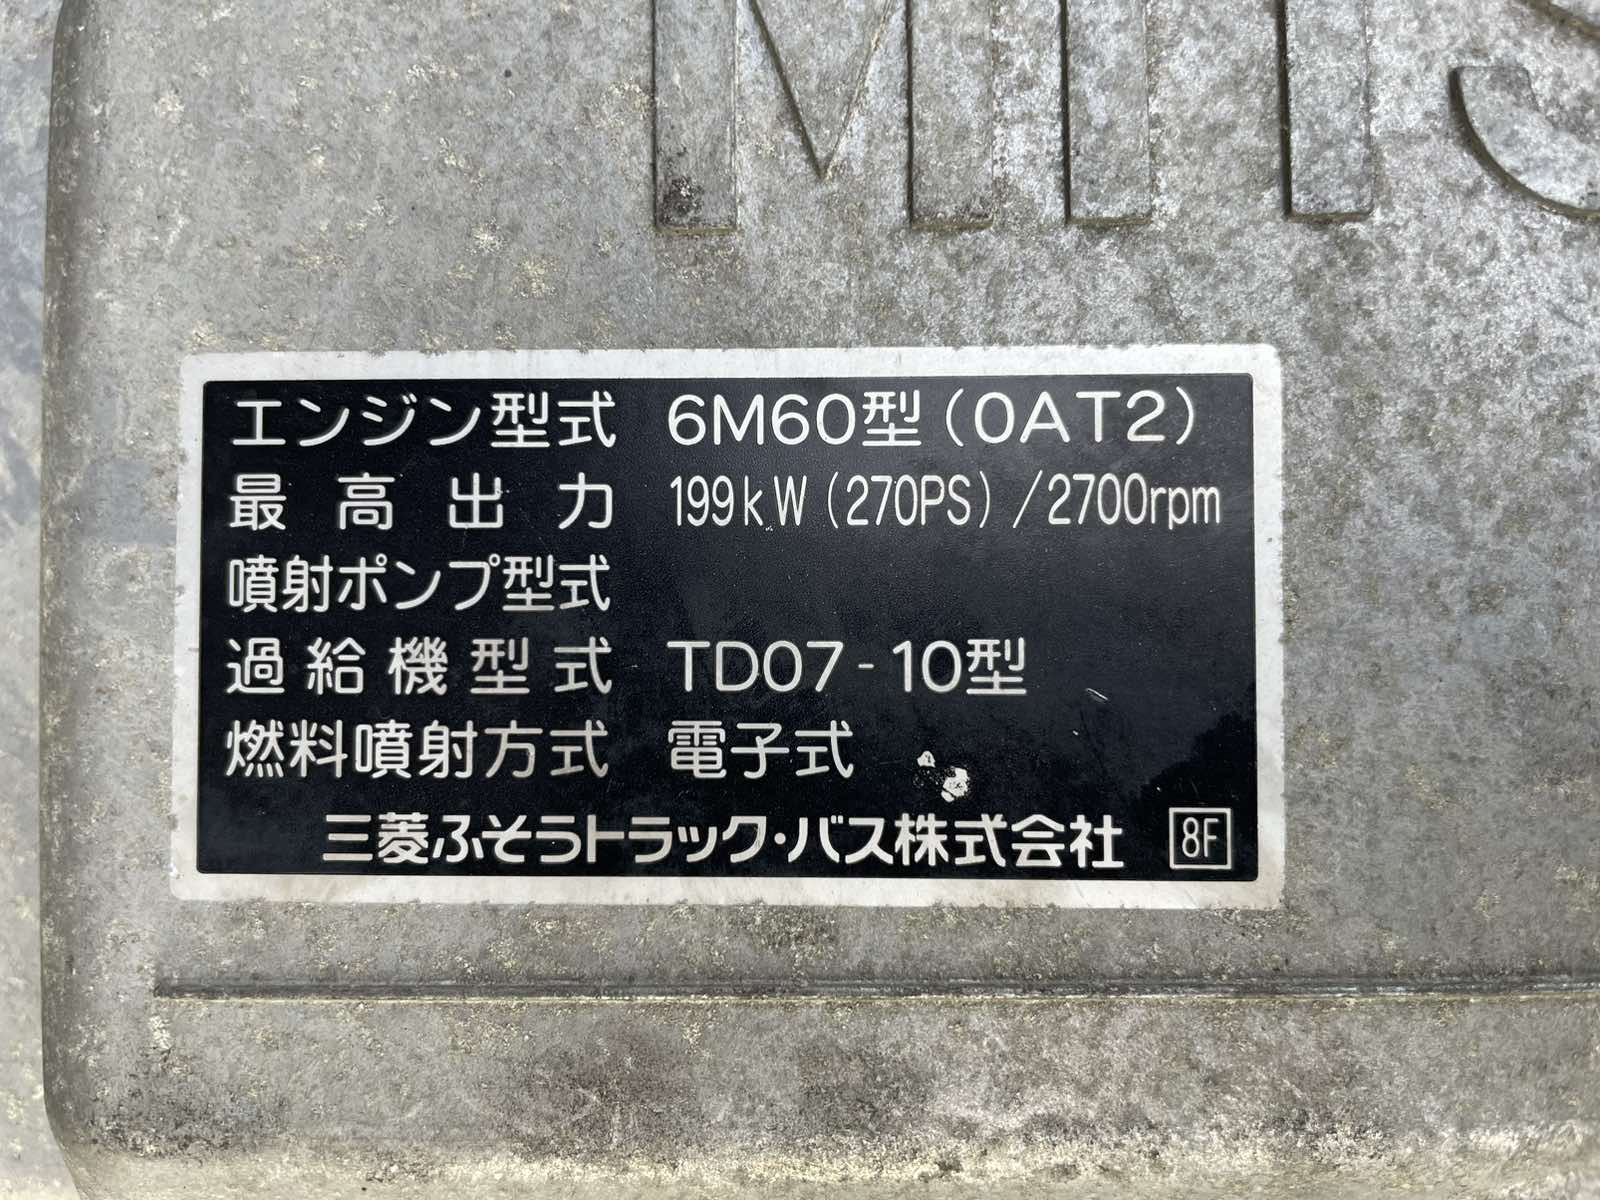 MITS
エンジン型式 6M60型(0AT2)
最高出力 199kW(270PS)/2700rpm
噴射ポンプ型式
過給機型式 TD07-10型
燃料噴射方式 電子式
三菱ふそうトラック・バス株式会社 8F